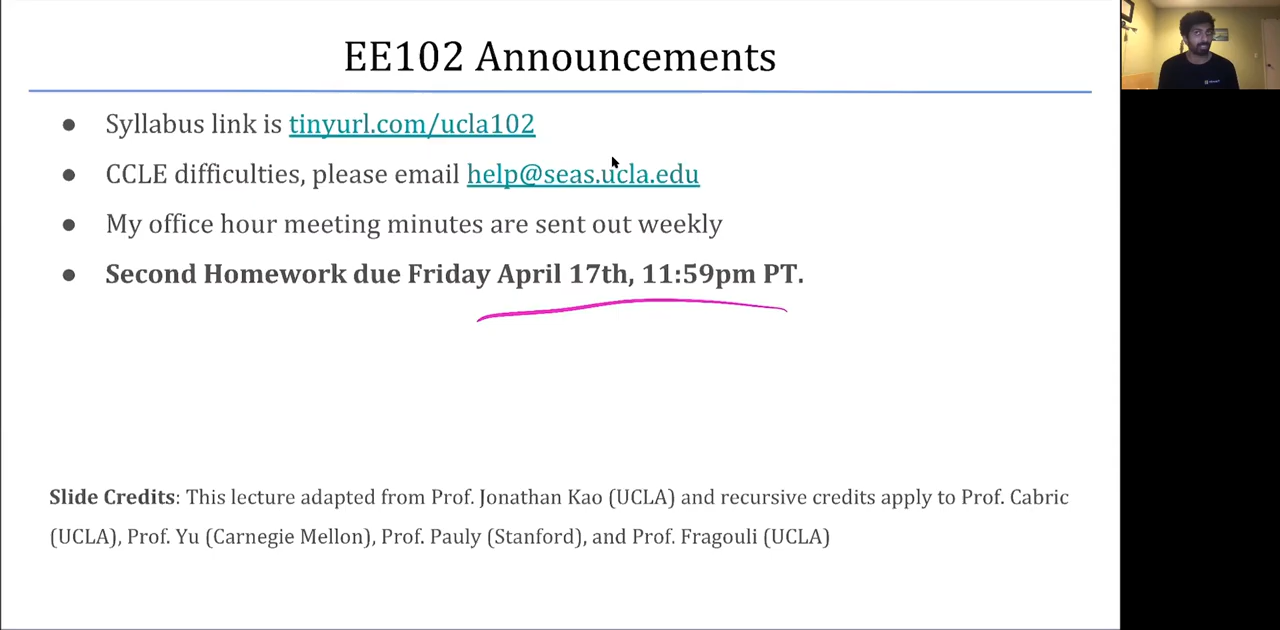 EE102 Announcements
● Syllabus link is tinyurl.com/ucla102
● CCLE difficulties, please email help@seas.ucla.edu
● My office hour meeting minutes are sent out weekly
● Second Homework due Friday April 17th, 11:59pm PT.
Slide Credits: This lecture adapted from Prof. Jonathan Kao (UCLA) and recursive credits apply to Prof. Cabric
(UCLA), Prof. Yu (Carnegie Mellon), Prof. Pauly (Stanford), and Prof. Fragouli (UCLA)